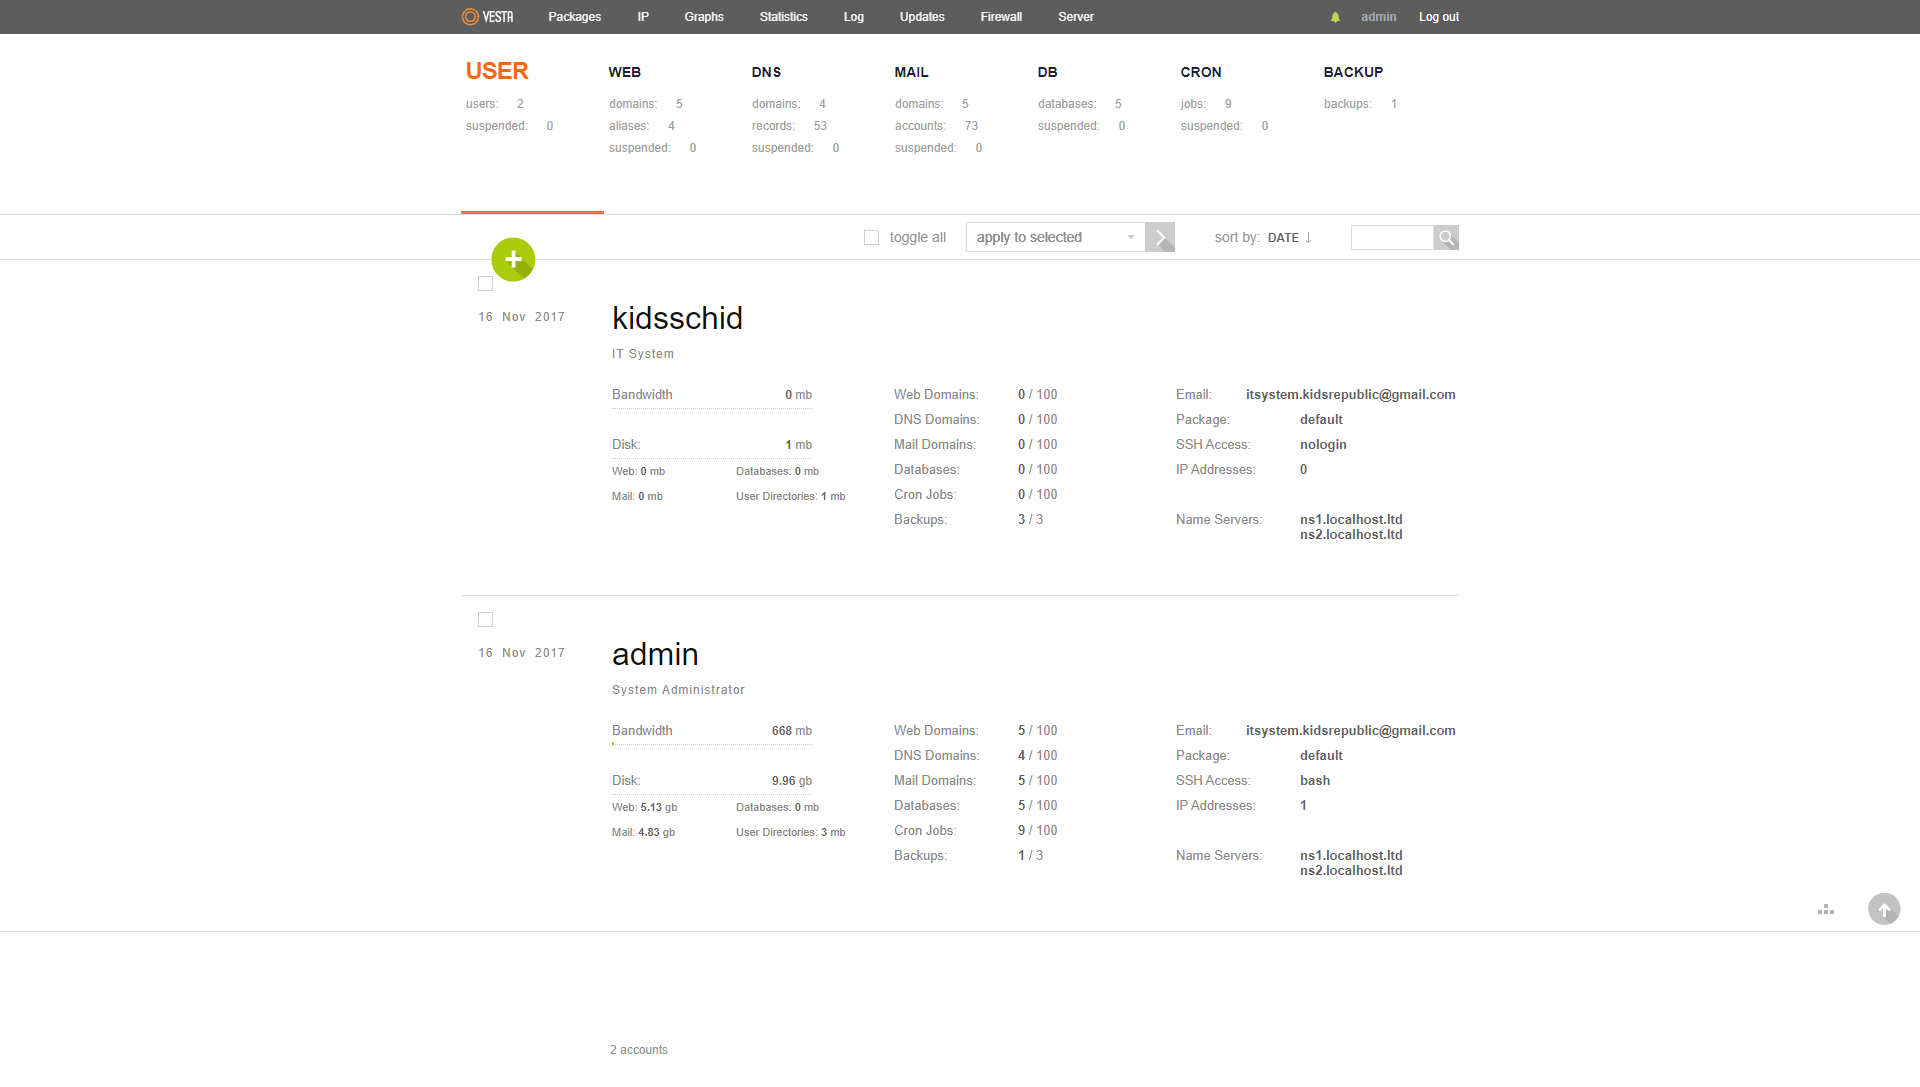 VESTA Packages IP Graphs Statistics Log Updates Firewall Server admin Log out
USER WEB DNS MAIL DB CRON BACKUP
users: 2 domains: 5 domains: 4 domains: 5 databases: 5 jobs: 9 backups: 1
suspended: 0 aliases: 4 records: 53 accounts: 73 suspended: 0 suspended: 0
suspended: 0 suspended: 0 suspended: 0
toggle all apply to selected sort by: DATE ↓
16 Nov 2017 kidsschid
IT System
Bandwidth 0 mb Web Domains: 0 / 100 Email: itsystem.kidsrepublic@gmail.com
DNS Domains: 0 / 100 Package: default
Disk: 1 mb Mail Domains: 0 / 100 SSH Access: nologin
Web: 0 mb Databases: 0 mb Databases: 0 / 100 IP Addresses: 0
Mail: 0 mb User Directories: 1 mb Cron Jobs: 0 / 100
Backups: 3 / 3 Name Servers: ns1.localhost.ltd
ns2.localhost.ltd
16 Nov 2017 admin
System Administrator
Bandwidth 668 mb Web Domains: 5 / 100 Email: itsystem.kidsrepublic@gmail.com
DNS Domains: 4 / 100 Package: default
Disk: 9.96 gb Mail Domains: 5 / 100 SSH Access: bash
Web: 5.13 gb Databases: 0 mb Databases: 5 / 100 IP Addresses: 1
Mail: 4.83 gb User Directories: 3 mb Cron Jobs: 9 / 100
Backups: 1 / 3 Name Servers: ns1.localhost.ltd
ns2.localhost.ltd
2 accounts